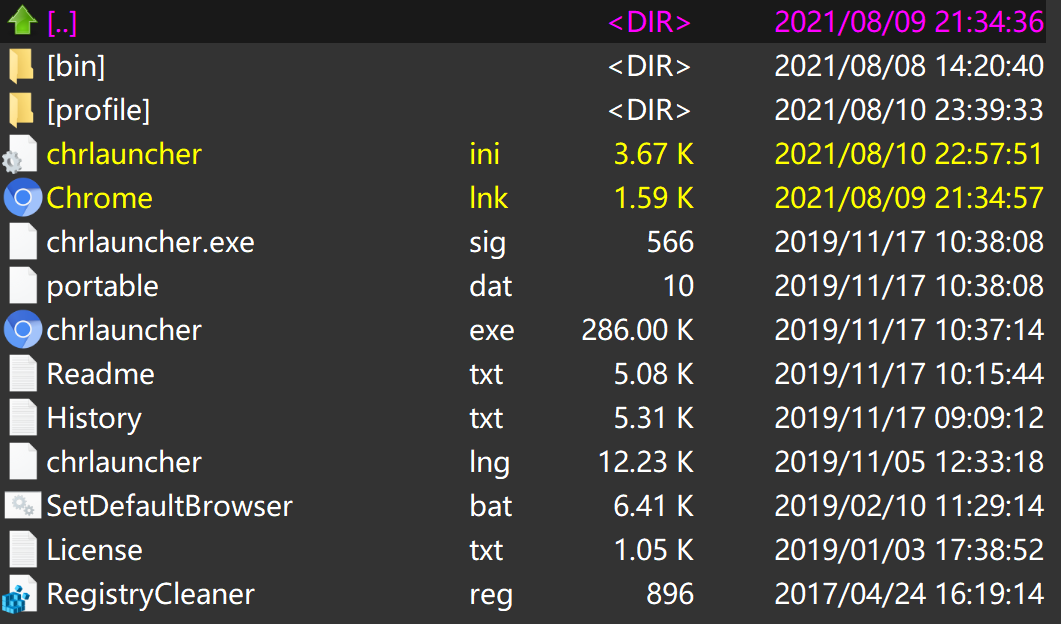 [..] <DIR> 2021/08/09 21:34:36
[bin] <DIR> 2021/08/08 14:20:40
[profile] <DIR> 2021/08/10 23:39:33
chrlauncher ini 3.67 K 2021/08/10 22:57:51
Chrome lnk 1.59 K 2021/08/09 21:34:57
chrlauncher.exe sig 566 2019/11/17 10:38:08
portable dat 10 2019/11/17 10:38:08
chrlauncher exe 286.00 K 2019/11/17 10:37:14
Readme txt 5.08 K 2019/11/17 10:15:44
History txt 5.31 K 2019/11/17 09:09:12
chrlauncher lng 12.23 K 2019/11/05 12:33:18
SetDefaultBrowser bat 6.41 K 2019/02/10 11:29:14
License txt 1.05 K 2019/01/03 17:38:52
RegistryCleaner reg 896 2017/04/24 16:19:14